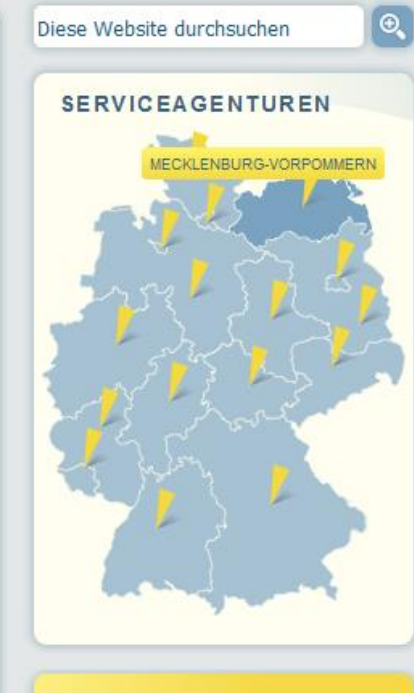 Diese Website durchsuchen
SERVICEAGENTUREN
MECKLENBURG-VORPOMMERN